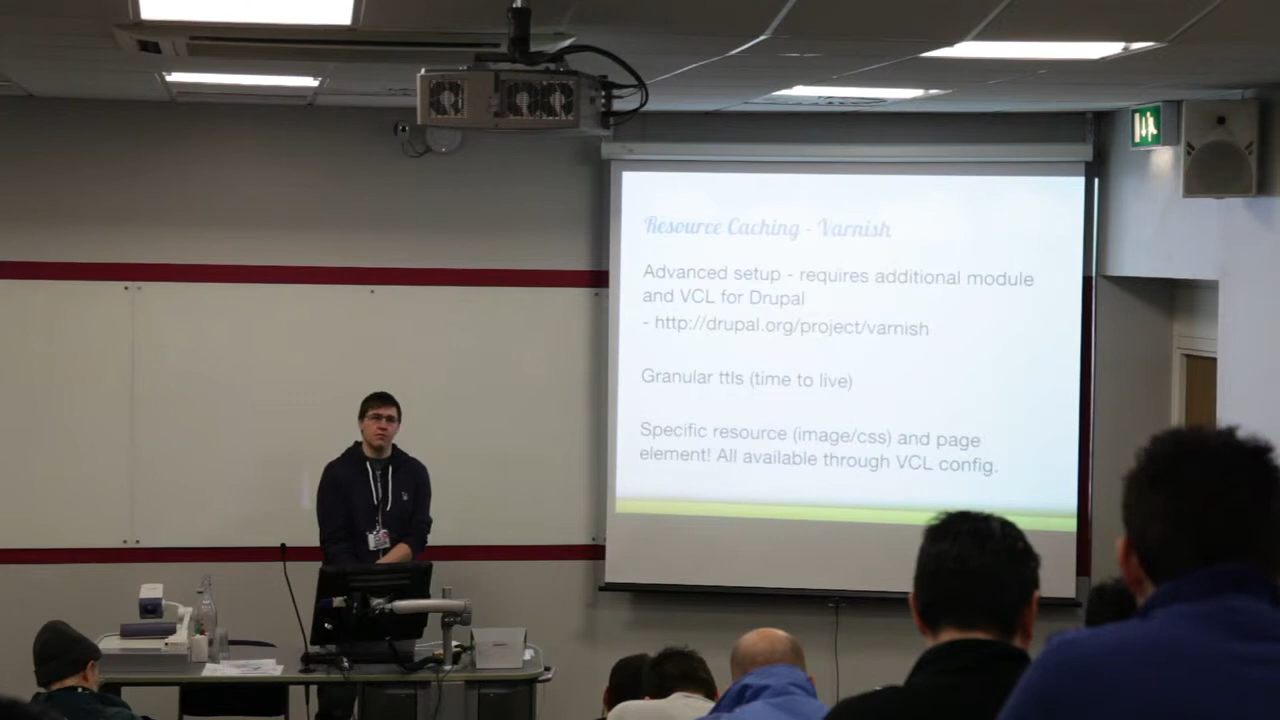 Resource Caching - Varnish
Advanced setup - requires additional module
and VCL for Drupal
- http://drupal.org/project/varnish
Granular ttls (time to live)
Specific resource (image/css) and page
element! All available through VCL config.